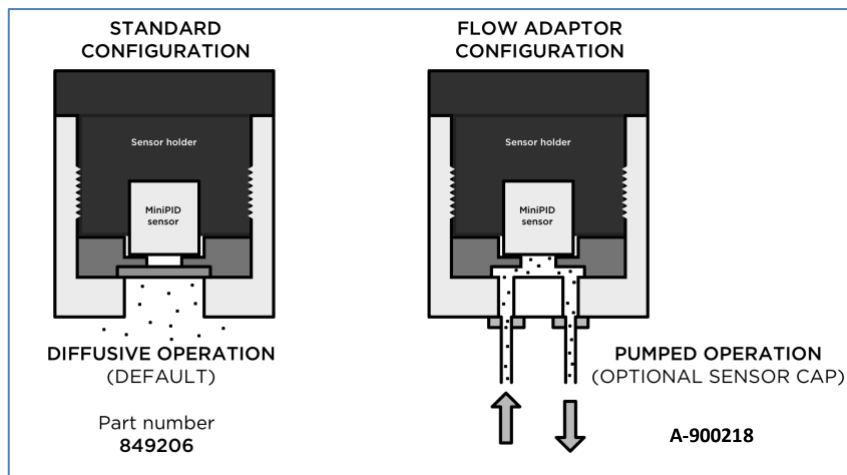 STANDARD
CONFIGURATION
Sensor holder
MiniPID
sensor
DIFFUSIVE OPERATION
(DEFAULT)
Part number
849206
FLOW ADAPTOR
CONFIGURATION
Sensor holder
MiniPID
sensor
PUMPED OPERATION
(OPTIONAL SENSOR CAP)
A-900218